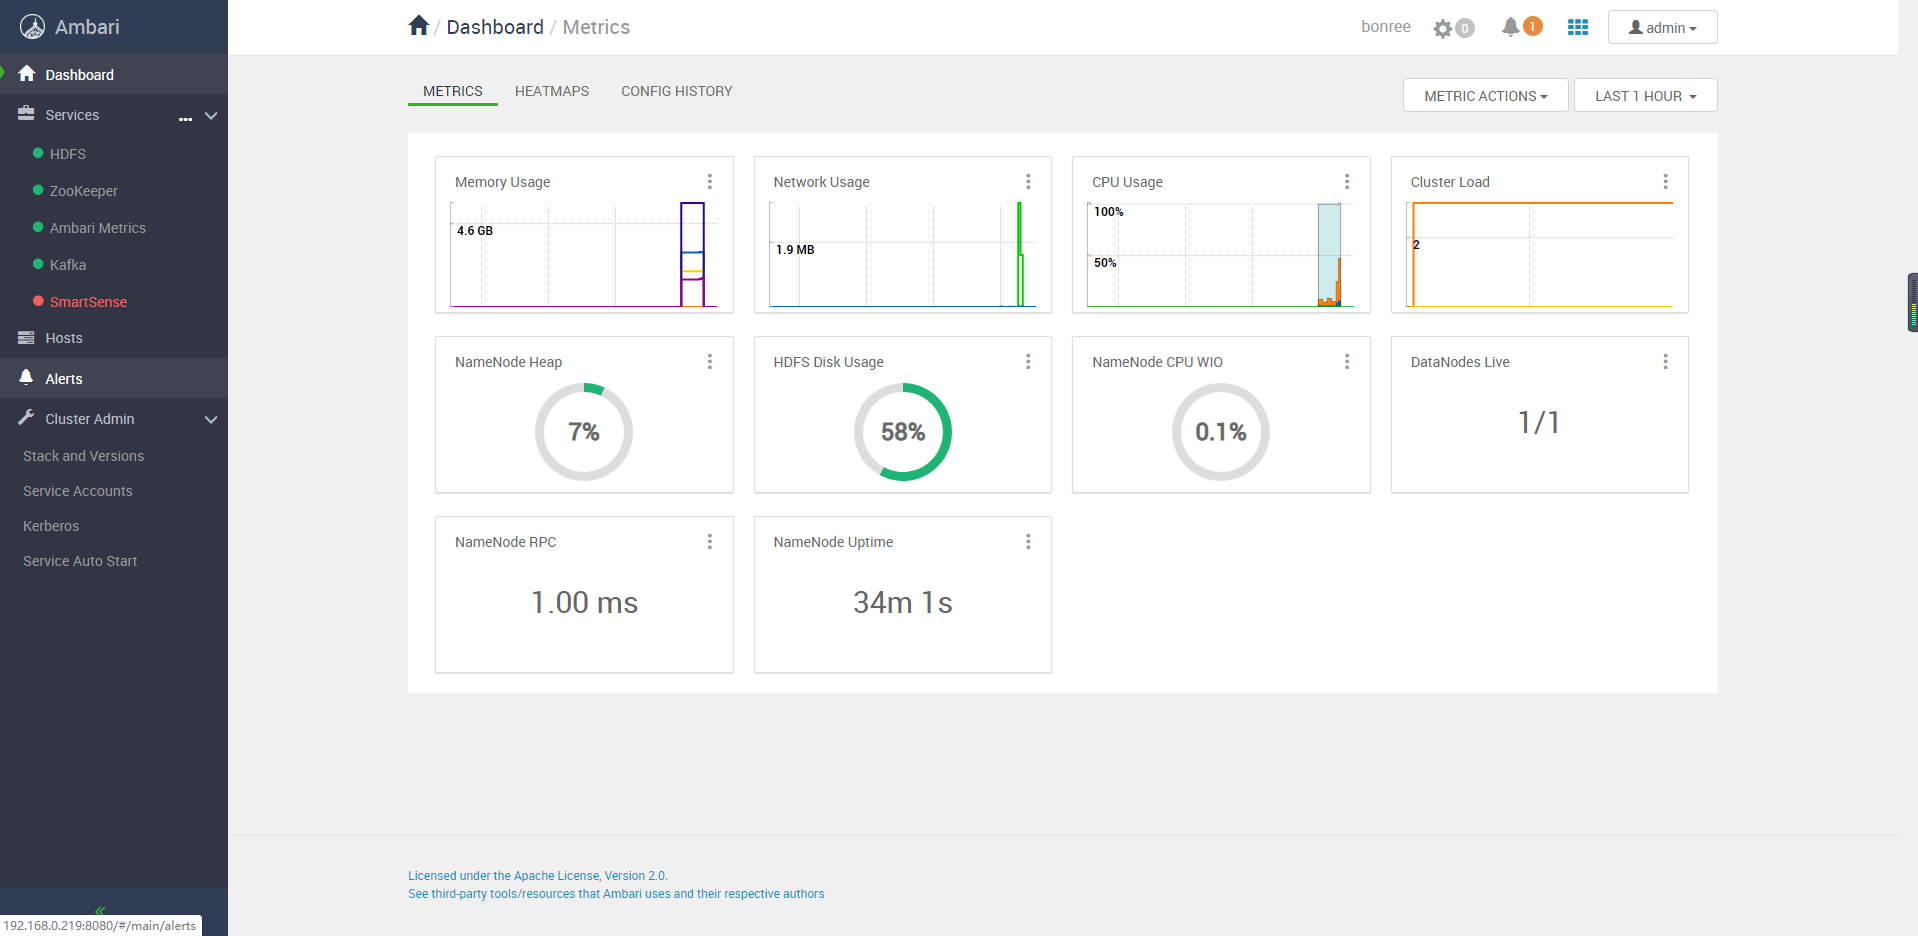 Ambari
Dashboard / Metrics
bonree
0
1
admin
Dashboard
Services
...
HDFS
ZooKeeper
Ambari Metrics
Kafka
SmartSense
Hosts
Alerts
Cluster Admin
Stack and Versions
Service Accounts
Kerberos
Service Auto Start
METRICS
HEATMAPS
CONFIG HISTORY
METRIC ACTIONS
LAST 1 HOUR
Memory Usage
4.6 GB
Network Usage
1.9 MB
CPU Usage
100%
50%
Cluster Load
2
NameNode Heap
7%
HDFS Disk Usage
58%
NameNode CPU WIO
0.1%
DataNodes Live
1/1
NameNode RPC
1.00 ms
NameNode Uptime
34m 1s
Licensed under the Apache License, Version 2.0.
See third-party tools/resources that Ambari uses and their respective authors
192.168.0.219:8080/#/main/alerts